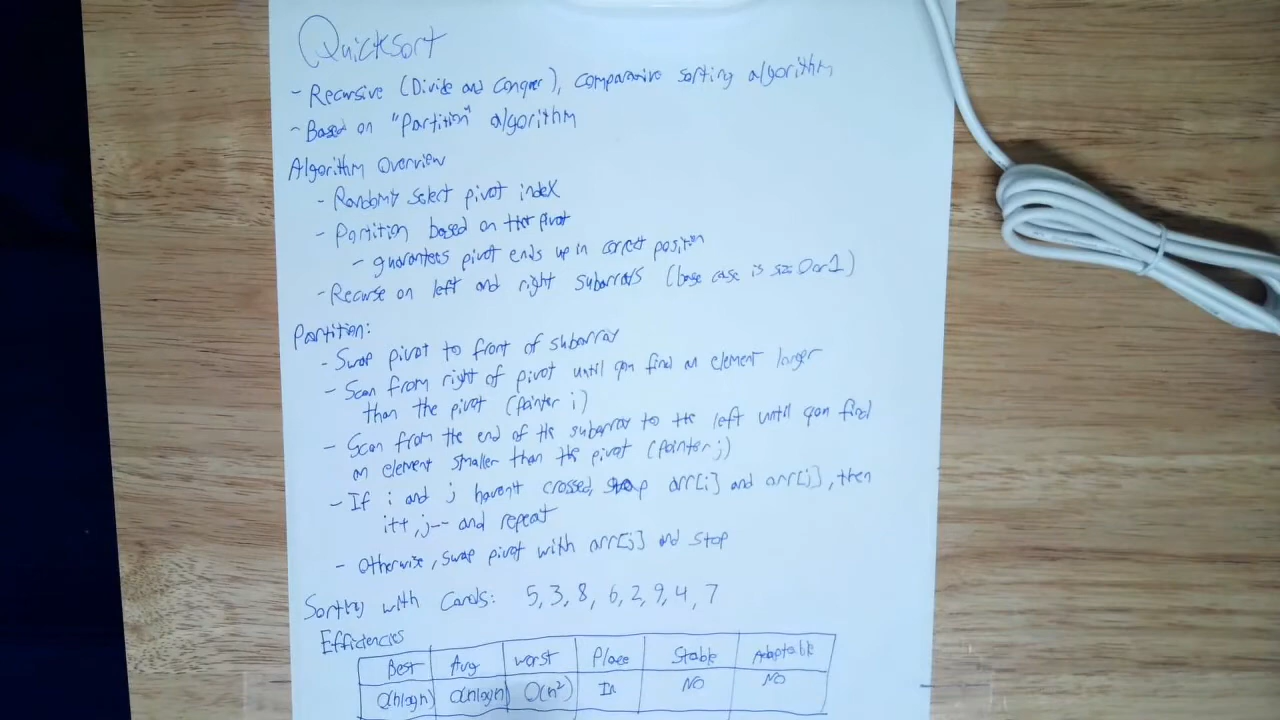 Quicksort
- Recursive (Divide and Conquer), comparative sorting algorithm
- Based on "Partition" algorithm
Algorithm Overview
- Randomly select pivot index
- Partition based on the pivot
- guarantees pivot ends up in correct position
- Recurse on left and right subarrays (base case is size 0 or 1)
Partition:
- Swap pivot to front of subarray
- Scan from right of pivot until you find an element larger
than the pivot (pointer i)
- Scan from the end of the subarray to the left until you find
an element smaller than the pivot (pointer j)
- If i and j haven't crossed, swap arr[i] and arr[j], then
i++, j-- and repeat
- Otherwise, swap pivot with arr[j] and stop
Sorting with Cards: 5, 3, 8, 6, 2, 9, 4, 7
Efficiencies
Best Avg worst Place Stable Adaptable
O(nlogn) O(nlogn) O(n²) In NO NO